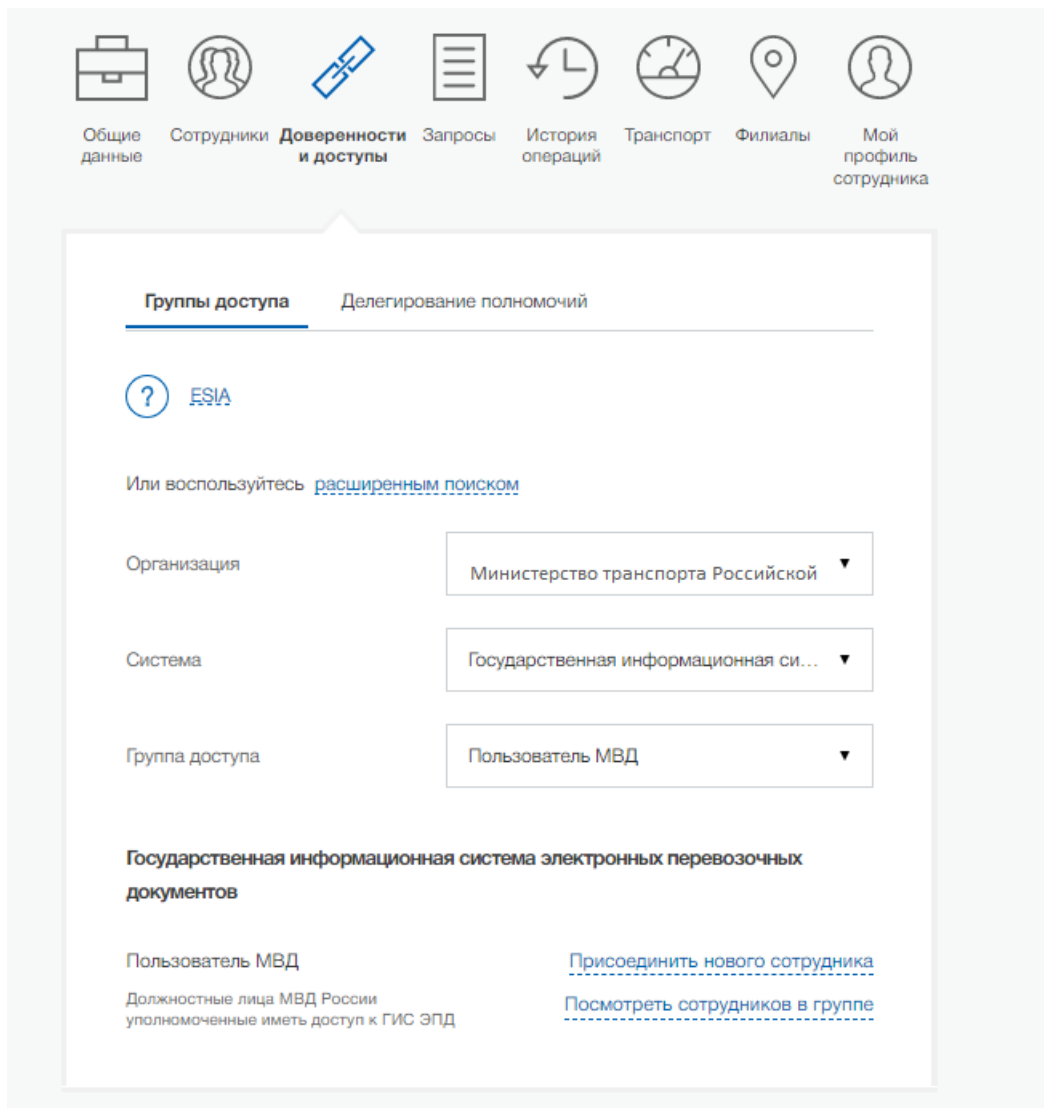 Общие данные
Сотрудники
Доверенности и доступы
Запросы
История операций
Транспорт
Филиалы
Мой профиль сотрудника
Группы доступа
Делегирование полномочий
? ESIA
Или воспользуйтесь расширенным поиском
Организация
Министерство транспорта Российской
Система
Государственная информационная си...
Группа доступа
Пользователь МВД
Государственная информационная система электронных перевозочных
документов
Пользователь МВД
Присоединить нового сотрудника
Должностные лица МВД России
уполномоченные иметь доступ к ГИС ЭПД
Посмотреть сотрудников в группе